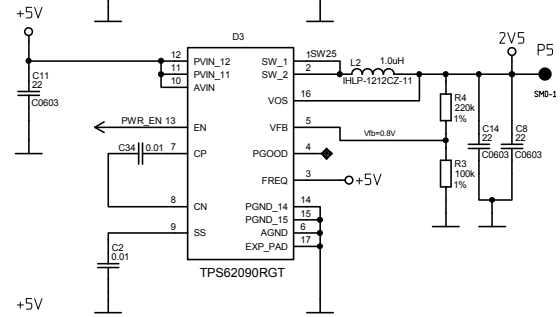 +5V
D3
2V5
P5
SMD-1
C11
22
C0603
12 PVIN_12
11 PVIN_11
10 AVIN
SW_1 1 SW25
SW_2 2
L2 1.0uH
IHLP-1212CZ-11
VOS 16
R4
220k
1%
PWR_EN 13 EN
VFB 5
Vfb=0.8V
C14
22
C0603
C8
22
C0603
C34 0.01 7 CP
PGOOD 4
FREQ 3
+5V
R3
100k
1%
8 CN
PGND_14 14
PGND_15 15
9 SS
AGND 6
EXP_PAD 17
C2
0.01
TPS62090RGT
+5V